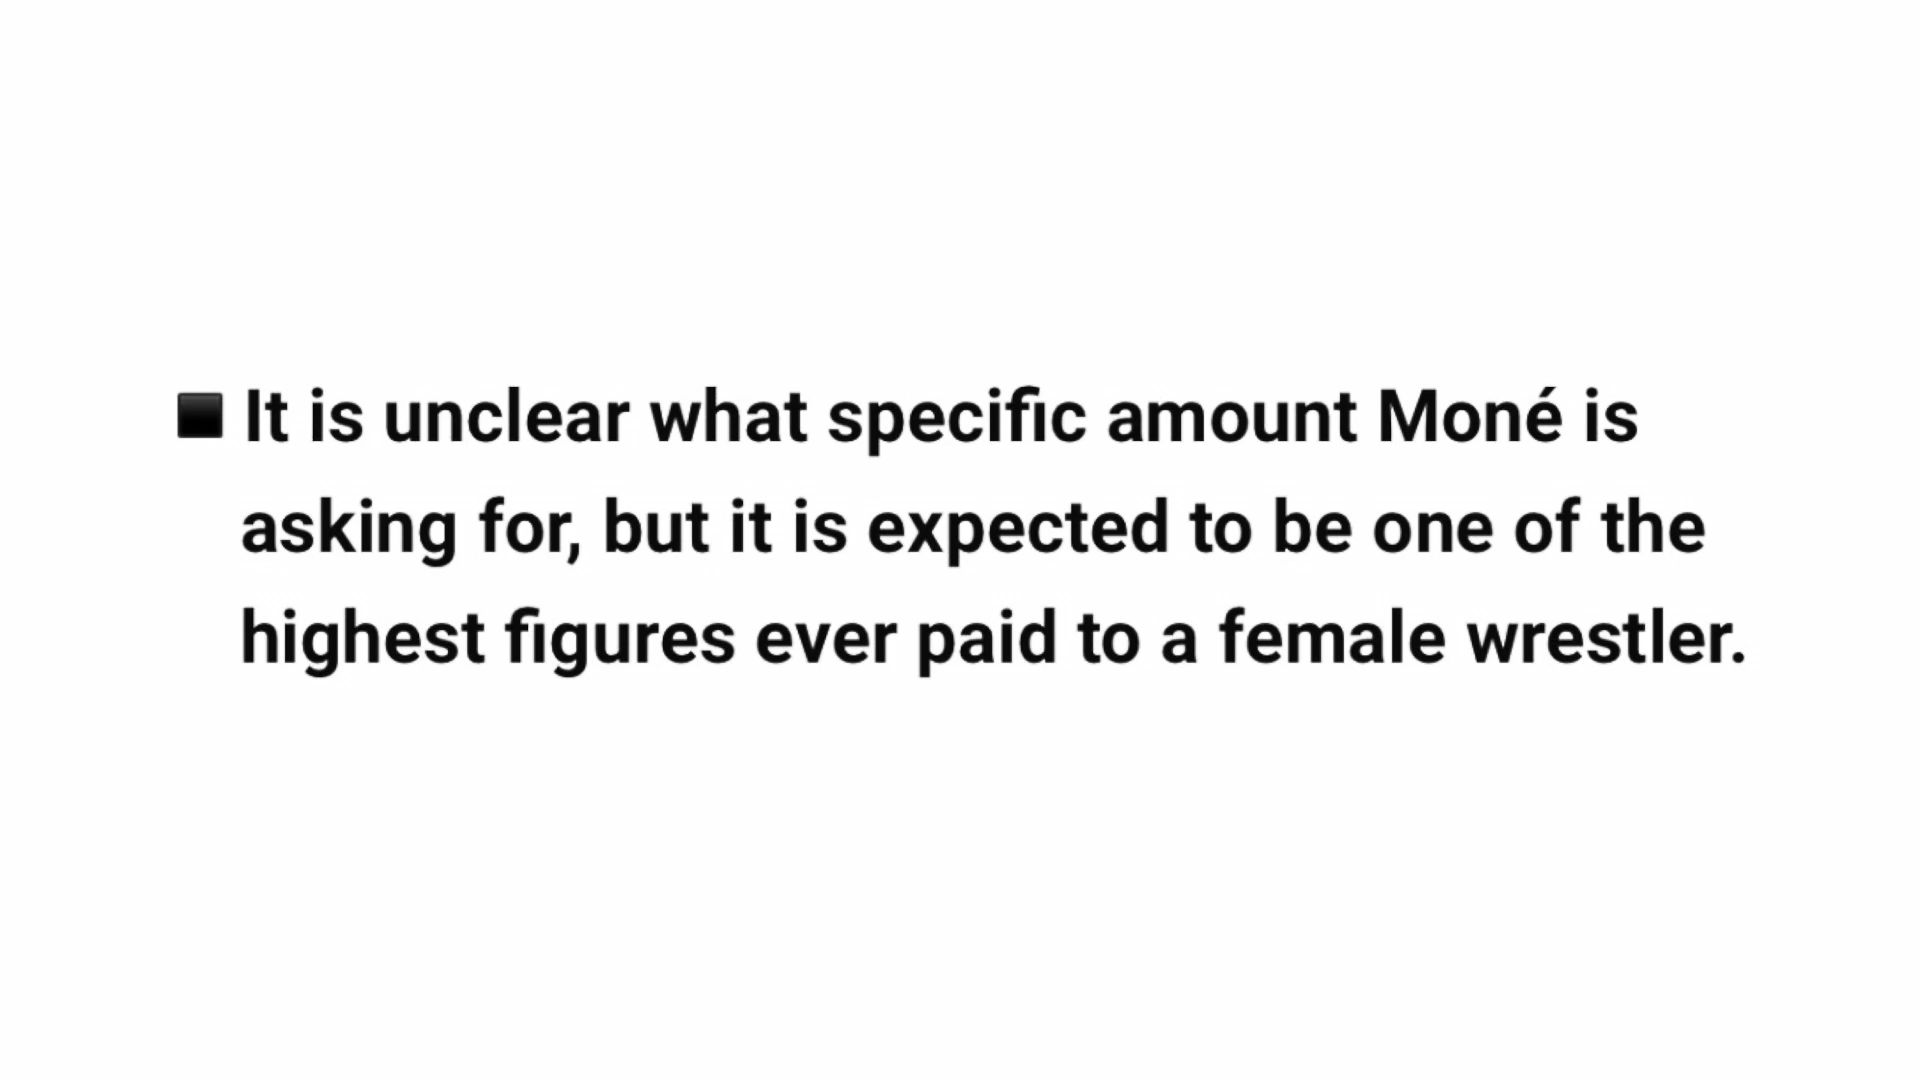 ◾ It is unclear what specific amount Moné is
asking for, but it is expected to be one of the
highest figures ever paid to a female wrestler.